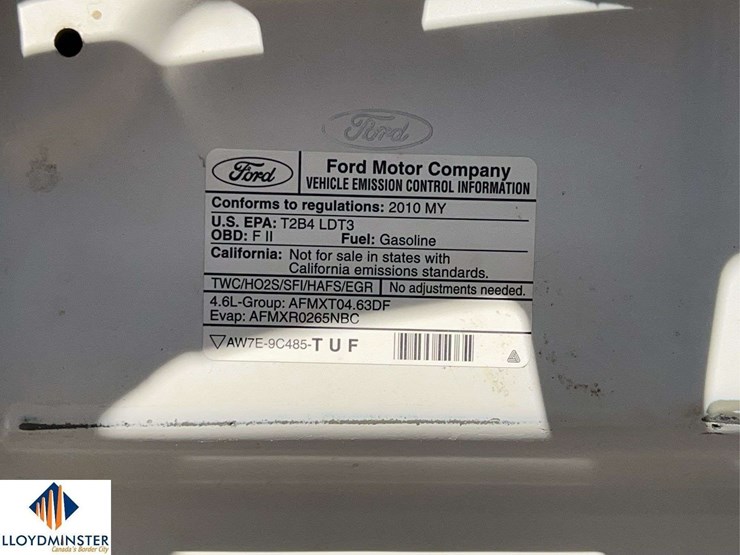 Ford
Ford
Ford Motor Company
VEHICLE EMISSION CONTROL INFORMATION
Conforms to regulations: 2010 MY
U.S. EPA: T2B4 LDT3
OBD: F II Fuel: Gasoline
California: Not for sale in states with
California emissions standards.
TWC/HO2S/SFI/HAFS/EGR No adjustments needed.
4.6L-Group: AFMXT04.63DF
Evap: AFMXR0265NBC
AW7E-9C485-TUF
LLOYDMINSTER
Canada's Border City